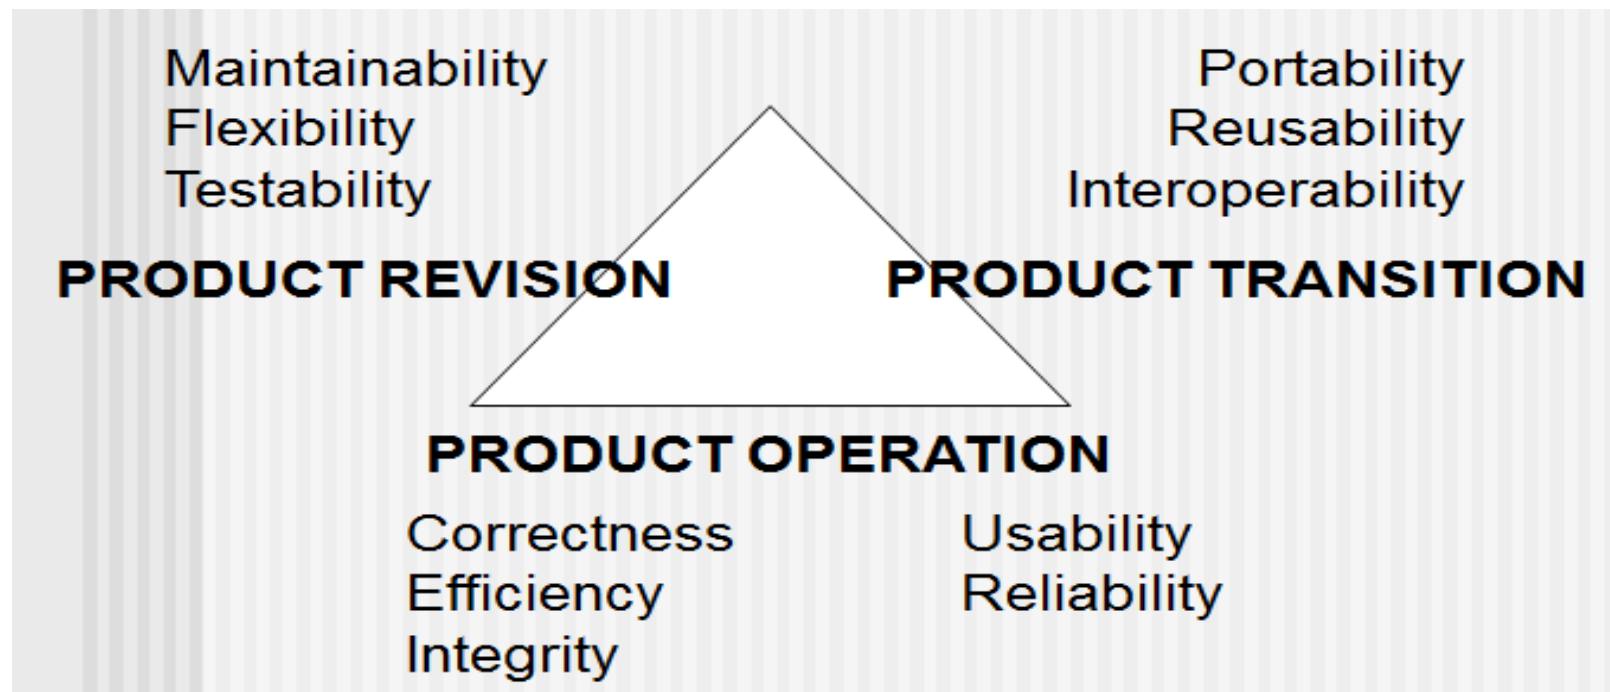 Maintainability
Flexibility
Testability
PRODUCT REVISION
Portability
Reusability
Interoperability
PRODUCT TRANSITION
PRODUCT OPERATION
Correctness
Efficiency
Integrity
Usability
Reliability